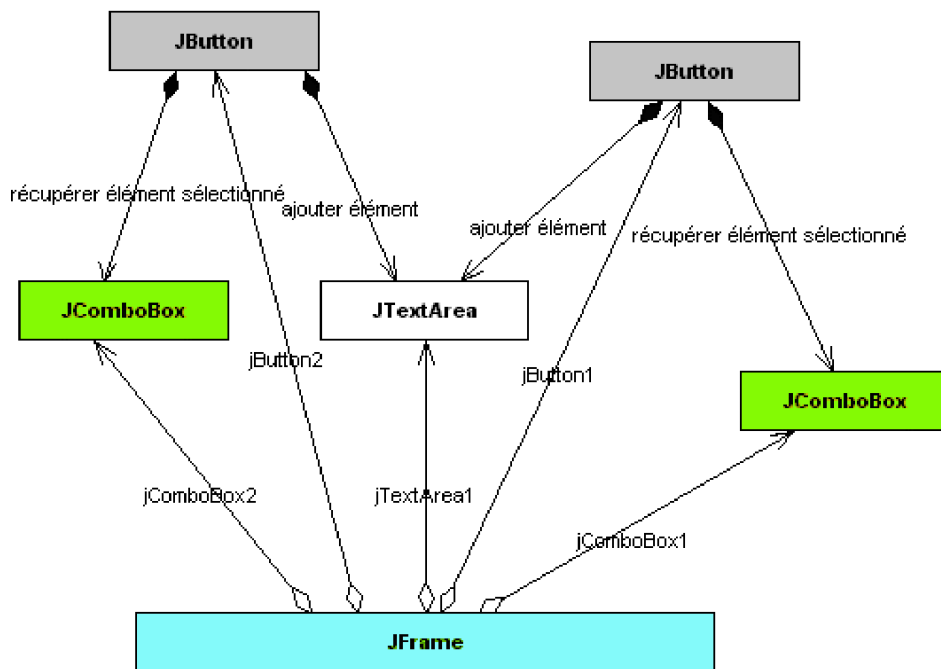 JButton
JButton
récupérer élément sélectionné
ajouter élément
ajouter élément
récupérer élément sélectionné
JComboBox
JTextArea
jButton2
jButton1
JComboBox
jComboBox2
jTextArea1
jComboBox1
JFrame